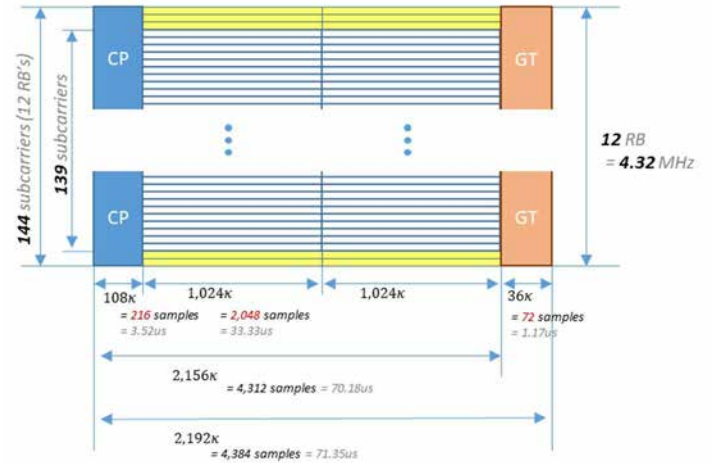 CP
GT
144 subcarriers (12 RB's)
139 subcarriers
12 RB
= 4.32 MHz
CP
GT
108κ
1,024κ
1,024κ
36κ
= 216 samples
= 2,048 samples
= 72 samples
= 3.52us
= 33.33us
= 1.17us
2,156κ
= 4,312 samples = 70.18us
2,192κ
= 4,384 samples = 71.35us